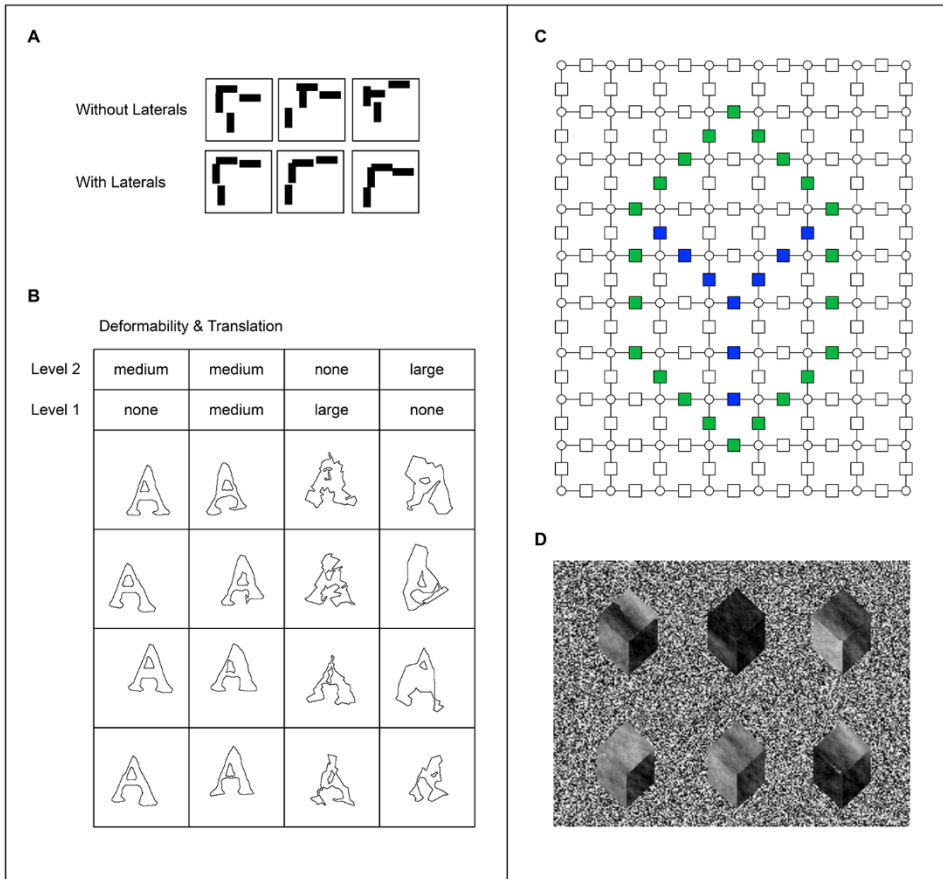 A
Without Laterals
With Laterals
B
Deformability & Translation
Level 2 medium medium none large
Level 1 none medium large none
C
D